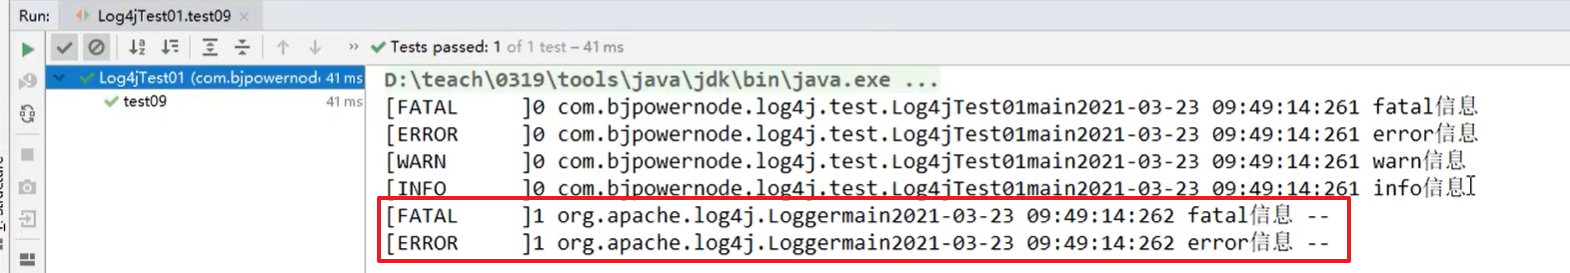 Run: Log4jTest01.test09
Tests passed: 1 of 1 test – 41 ms
Log4jTest01 (com.bjpowernod 41 ms
test09 41 ms
D:\teach\0319\tools\java\jdk\bin\java.exe ...
[FATAL     ]0 com.bjpowernode.log4j.test.Log4jTest01main2021-03-23 09:49:14:261 fatal信息
[ERROR     ]0 com.bjpowernode.log4j.test.Log4jTest01main2021-03-23 09:49:14:261 error信息
[WARN      ]0 com.bjpowernode.log4j.test.Log4jTest01main2021-03-23 09:49:14:261 warn信息
[INFO      ]0 com.bjpowernode.log4j.test.Log4jTest01main2021-03-23 09:49:14:261 info信息
[FATAL     ]1 org.apache.log4j.Loggermain2021-03-23 09:49:14:262 fatal信息 --
[ERROR     ]1 org.apache.log4j.Loggermain2021-03-23 09:49:14:262 error信息 --